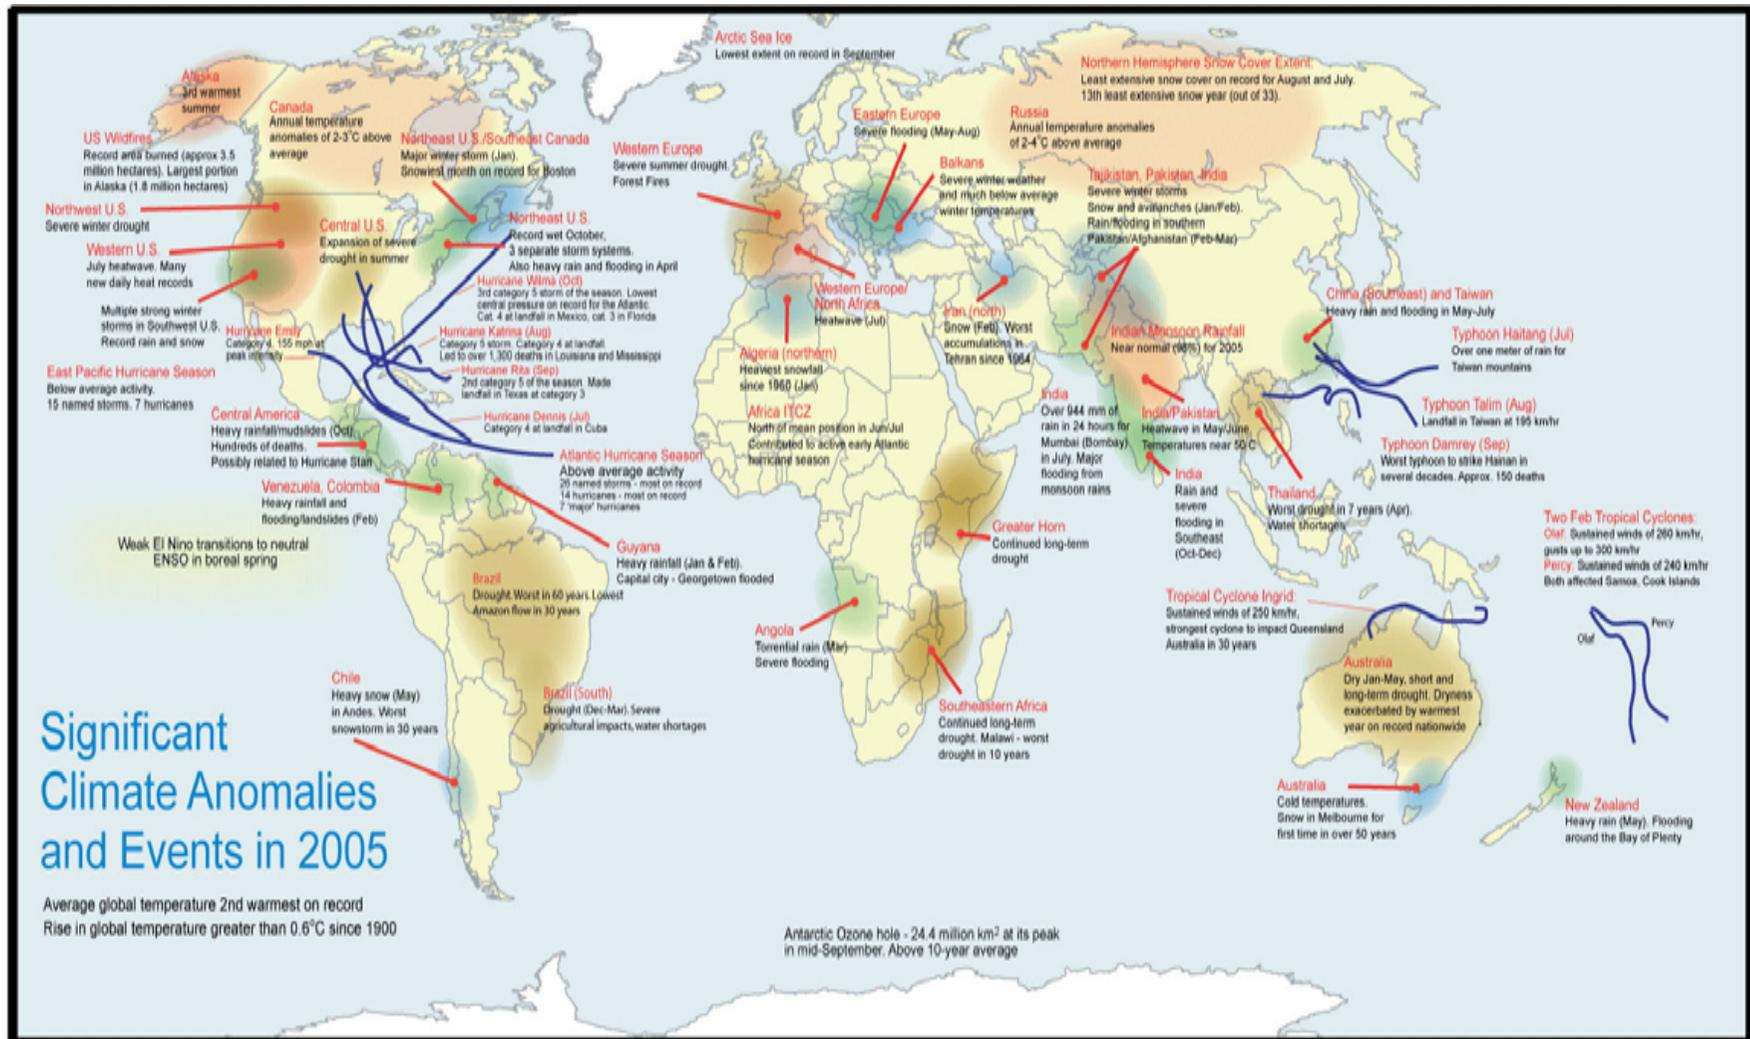 Arctic Sea Ice
Lowest extent on record in September
Northern Hemisphere Snow Cover Extent:
Least extensive snow cover on record for August and July.
13th least extensive snow year (out of 33).
Alaska
3rd warmest
summer
Canada
Annual temperature
anomalies of 2-3°C above
average
US Wildfires
Record area burned (approx 3.5
million hectares). Largest portion
in Alaska (1.8 million hectares)
Northeast U.S./Southeast Canada
Major winter storm (Jan).
Snowiest month on record for Boston
Western Europe
Severe summer drought.
Forest Fires
Eastern Europe
Severe flooding (May-Aug)
Russia
Annual temperature anomalies
of 2-4°C above average
Balkans
Severe winter weather
and much below average
winter temperatures
Tajikistan, Pakistan, India
Severe winter storms
Snow and avalanches (Jan/Feb).
Rain/flooding in southern
Pakistan/Afghanistan (Feb-Mar)
Northwest U.S.
Severe winter drought
Western U.S.
July heatwave. Many
new daily heat records
Central U.S.
Expansion of severe
drought in summer
Northeast U.S.
Record wet October,
3 separate storm systems.
Also heavy rain and flooding in April
Multiple strong winter
storms in Southwest U.S.
Record rain and snow
Hurricane Wilma (Oct)
3rd category 5 storm of the season. Lowest
central pressure on record for the Atlantic.
Cat. 4 at landfall in Mexico, cat. 3 in Florida
Hurricane Emily
Category 4. 155 mph at
peak intensity
Hurricane Katrina (Aug)
Category 5 storm. Category 4 at landfall.
Led to over 1,300 deaths in Louisiana and Mississippi
Hurricane Rita (Sep)
2nd category 5 of the season. Made
landfall in Texas at category 3
Hurricane Dennis (Jul)
Category 4 at landfall in Cuba
East Pacific Hurricane Season
Below average activity.
15 named storms. 7 hurricanes
Central America
Heavy rainfall/mudslides (Oct)
Hundreds of deaths.
Possibly related to Hurricane Stan
Atlantic Hurricane Season
Above average activity
26 named storms - most on record
14 hurricanes - most on record
7 'major' hurricanes
Venezuela, Colombia
Heavy rainfall and
flooding/landslides (Feb)
Weak El Nino transitions to neutral
ENSO in boreal spring
Guyana
Heavy rainfall (Jan & Feb).
Capital city - Georgetown flooded
Brazil
Drought. Worst in 60 years. Lowest
Amazon flow in 30 years
Brazil (South)
Drought (Dec-Mar). Severe
agricultural impacts, water shortages
Chile
Heavy snow (May)
in Andes. Worst
snowstorm in 30 years
Western Europe/
North Africa
Heatwave (Jul)
Algeria (northern)
Heaviest snowfall
since 1950 (Jan)
Africa ITCZ
North of mean position in Jun/Jul
Contributed to active early Atlantic
hurricane season
Iran (north)
Snow (Feb). Worst
accumulations in
Tehran since 1964
Indian Monsoon Rainfall
Near normal (98%) for 2005
India
Over 944 mm of
rain in 24 hours for
Mumbai (Bombay)
in July. Major
flooding from
monsoon rains
India/Pakistan
Heatwave in May/June.
Temperatures near 50 C
India
Rain and
severe
flooding in
Southeast
(Oct-Dec)
China (Southeast) and Taiwan
Heavy rain and flooding in May-July
Typhoon Haitang (Jul)
Over one meter of rain for
Taiwan mountains
Typhoon Talim (Aug)
Landfall in Taiwan at 195 km/hr
Typhoon Damrey (Sep)
Worst typhoon to strike Hainan in
several decades. Approx. 150 deaths
Thailand
Worst drought in 7 years (Apr).
Water shortages
Greater Horn
Continued long-term
drought
Angola
Torrential rain (Mar)
Severe flooding
Southeastern Africa
Continued long-term
drought. Malawi - worst
drought in 10 years
Two Feb Tropical Cyclones:
Olaf: Sustained winds of 260 km/hr,
gusts up to 300 km/hr
Percy: Sustained winds of 240 km/hr
Both affected Samoa, Cook Islands
Olaf
Percy
Tropical Cyclone Ingrid:
Sustained winds of 250 km/hr,
strongest cyclone to impact Queensland
Australia in 30 years
Australia
Dry Jan-May, short and
long-term drought. Dryness
exacerbated by warmest
year on record nationwide
Australia
Cold temperatures.
Snow in Melbourne for
first time in over 50 years
New Zealand
Heavy rain (May). Flooding
around the Bay of Plenty
Significant
Climate Anomalies
and Events in 2005
Average global temperature 2nd warmest on record
Rise in global temperature greater than 0.6°C since 1900
Antarctic Ozone hole - 24.4 million km² at its peak
in mid-September. Above 10-year average